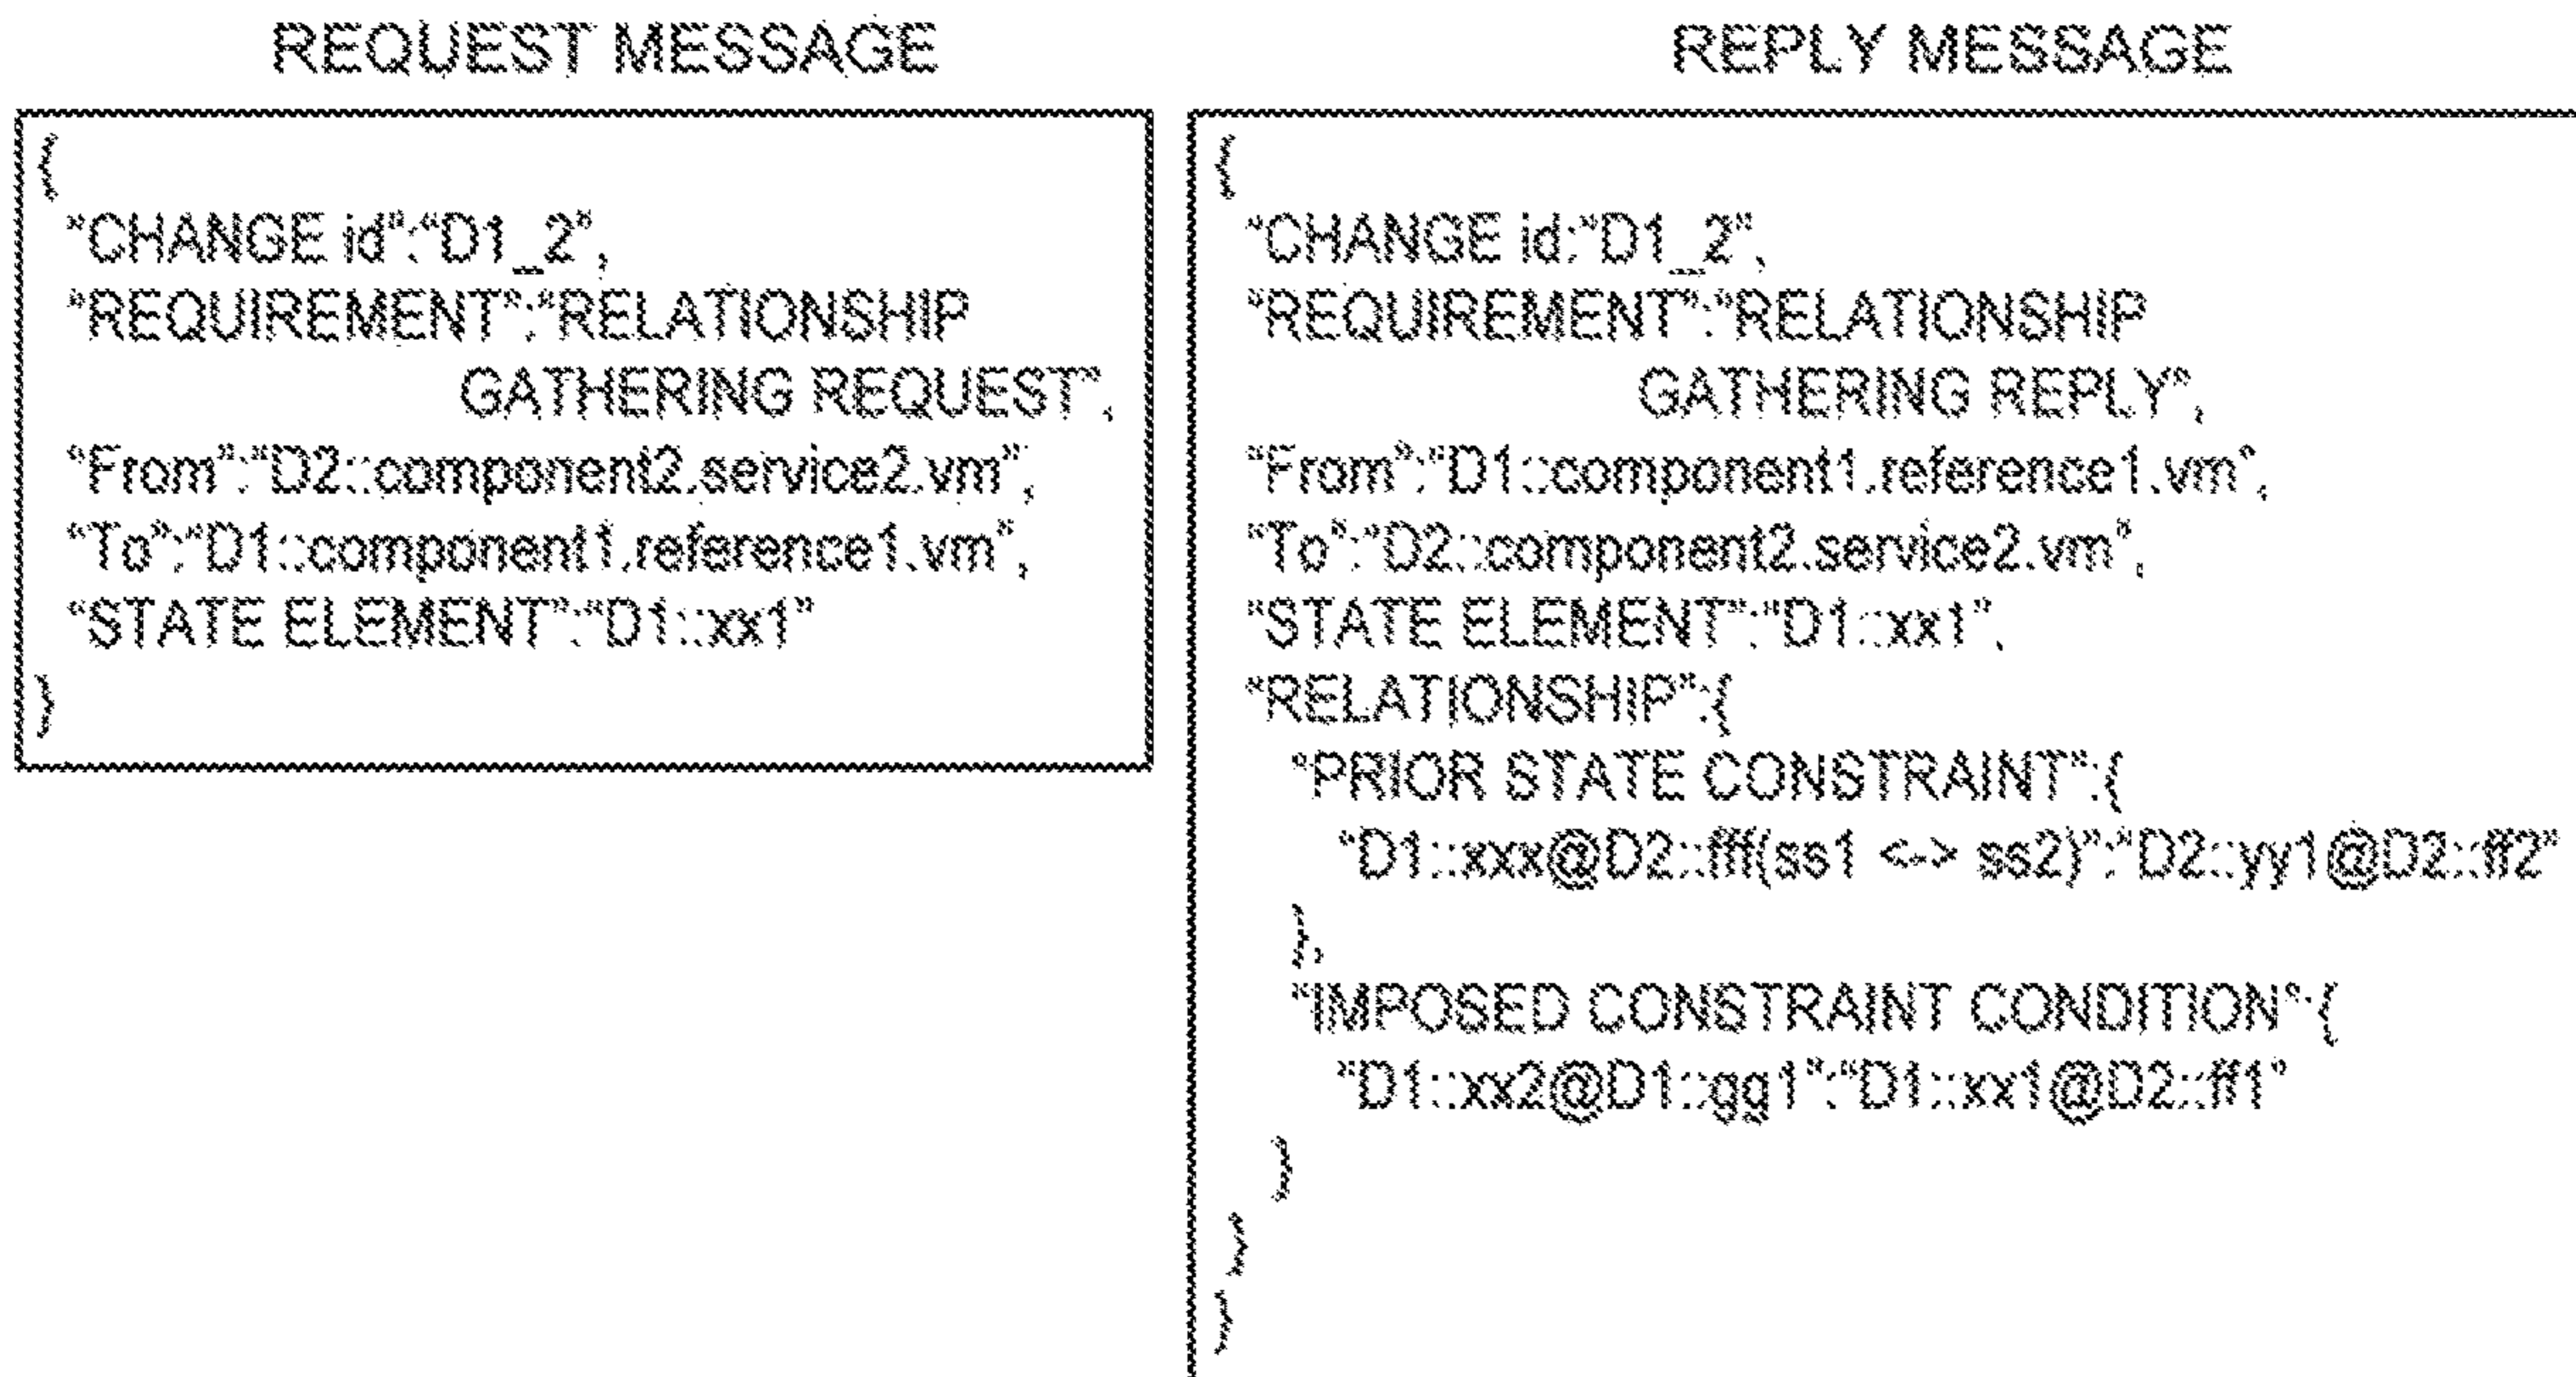 REQUEST MESSAGE
{
"CHANGE id":"D1_2",
"REQUIREMENT":"RELATIONSHIP
GATHERING REQUEST",
"From":"D2::component2.service2.vm",
"To":"D1::component1.reference1.vm",
"STATE ELEMENT":"D1::xx1"
}
REPLY MESSAGE
{
"CHANGE id:"D1_2",
"REQUIREMENT":"RELATIONSHIP
GATHERING REPLY",
"From":"D1::component1.reference1.vm",
"To":"D2::component2.service2.vm",
"STATE ELEMENT":"D1::xx1",
"RELATIONSHIP":{
"PRIOR STATE CONSTRAINT":{
"D1::xxx@D2::fff(ss1 <-> ss2)":"D2::yy1@D2::ff2"
},
"IMPOSED CONSTRAINT CONDITION":{
"D1::xx2@D1::gg1":"D1::xx1@D2::ff1"
}
}
}